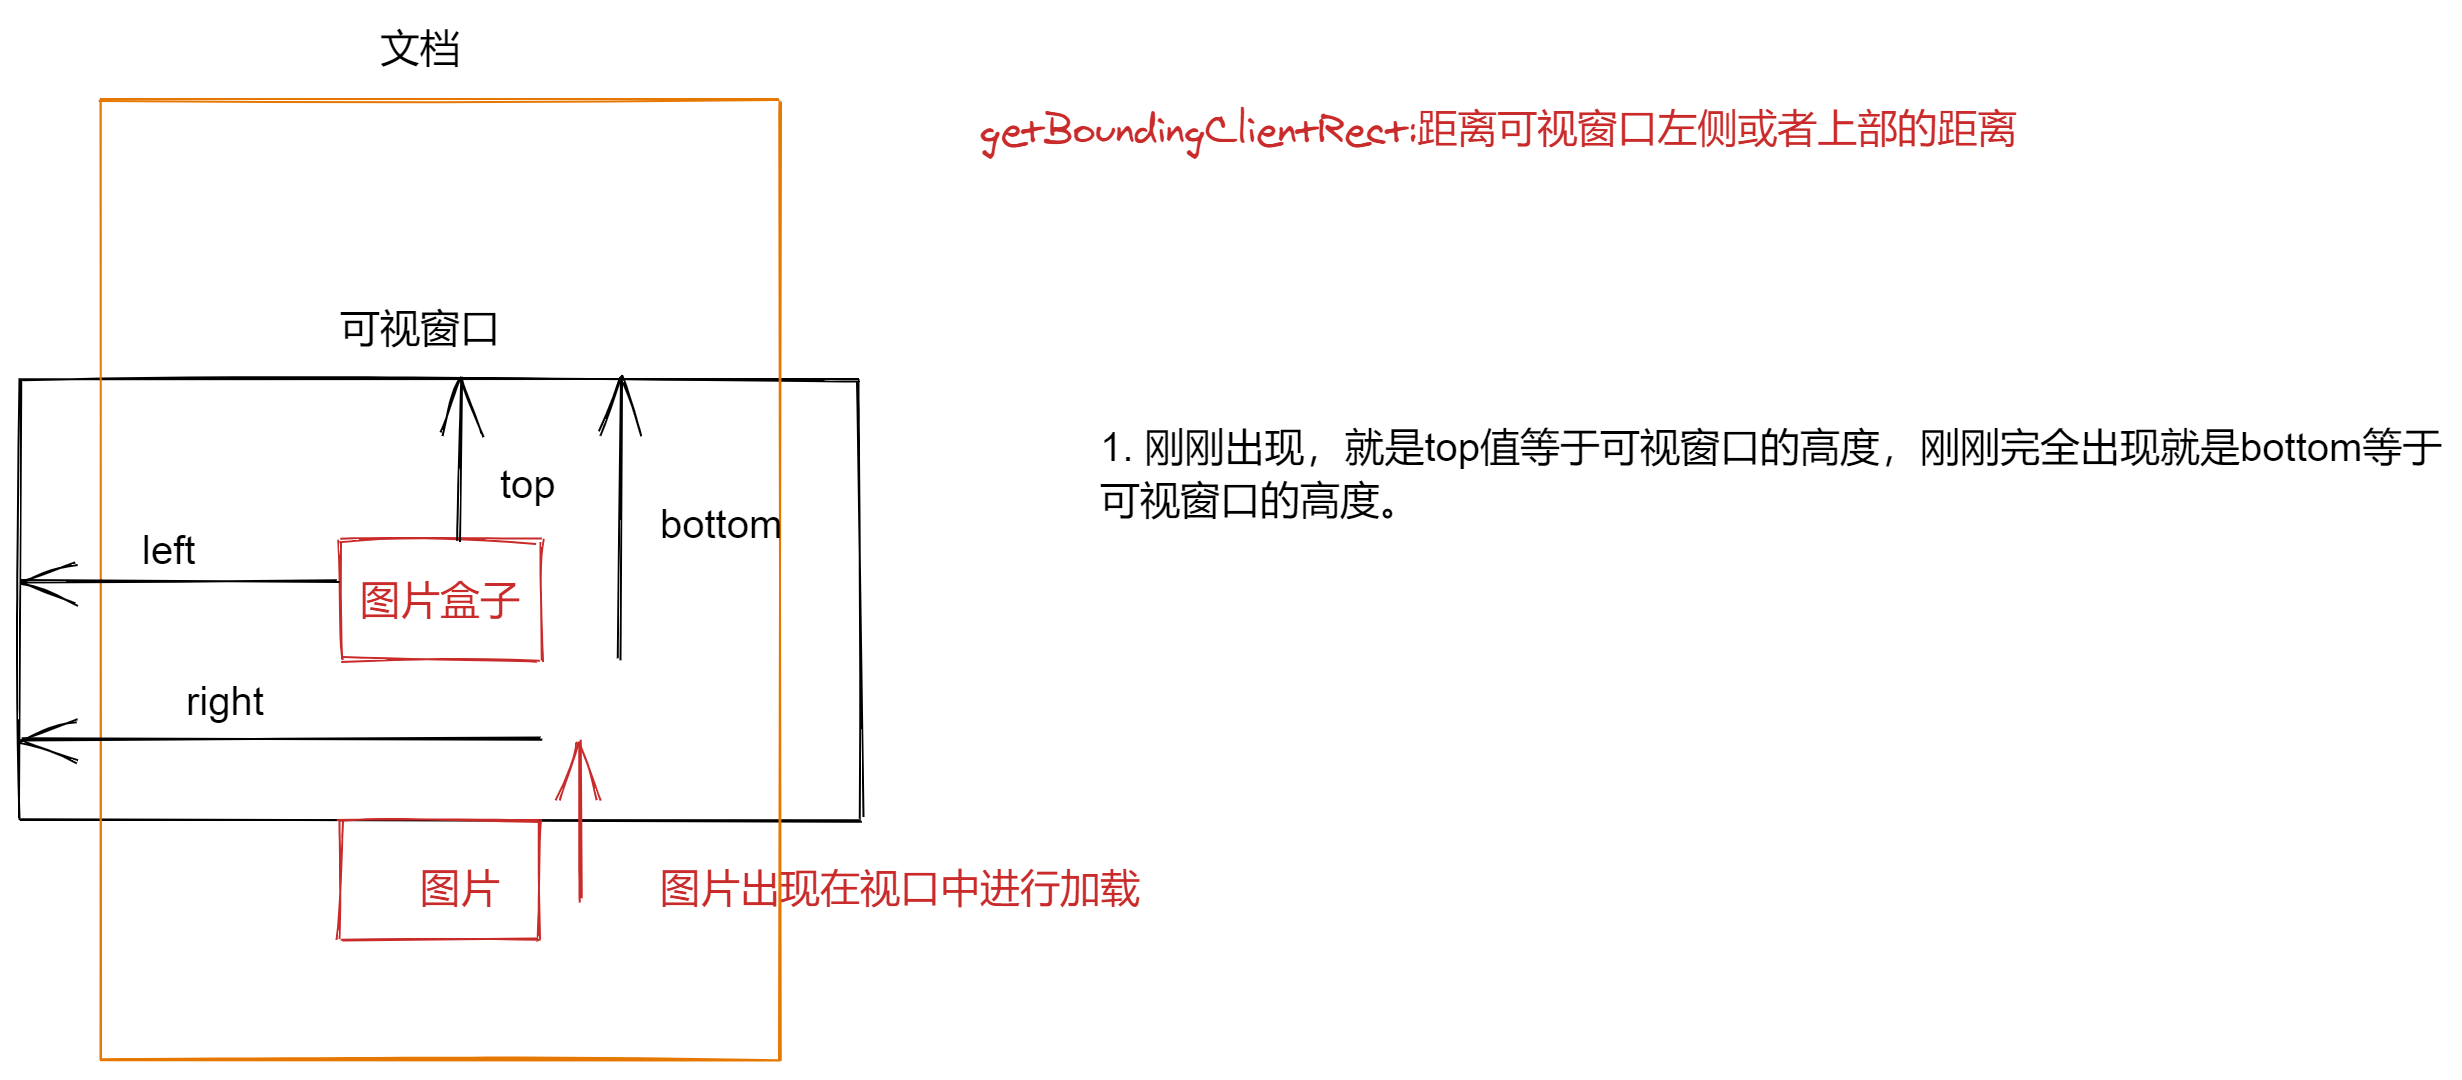 文档
getBoundingClientRect:距离可视窗口左侧或者上部的距离
可视窗口
1. 刚刚出现，就是top值等于可视窗口的高度，刚刚完全出现就是bottom等于
可视窗口的高度。
top
bottom
left
图片盒子
right
图片
图片出现在视口中进行加载